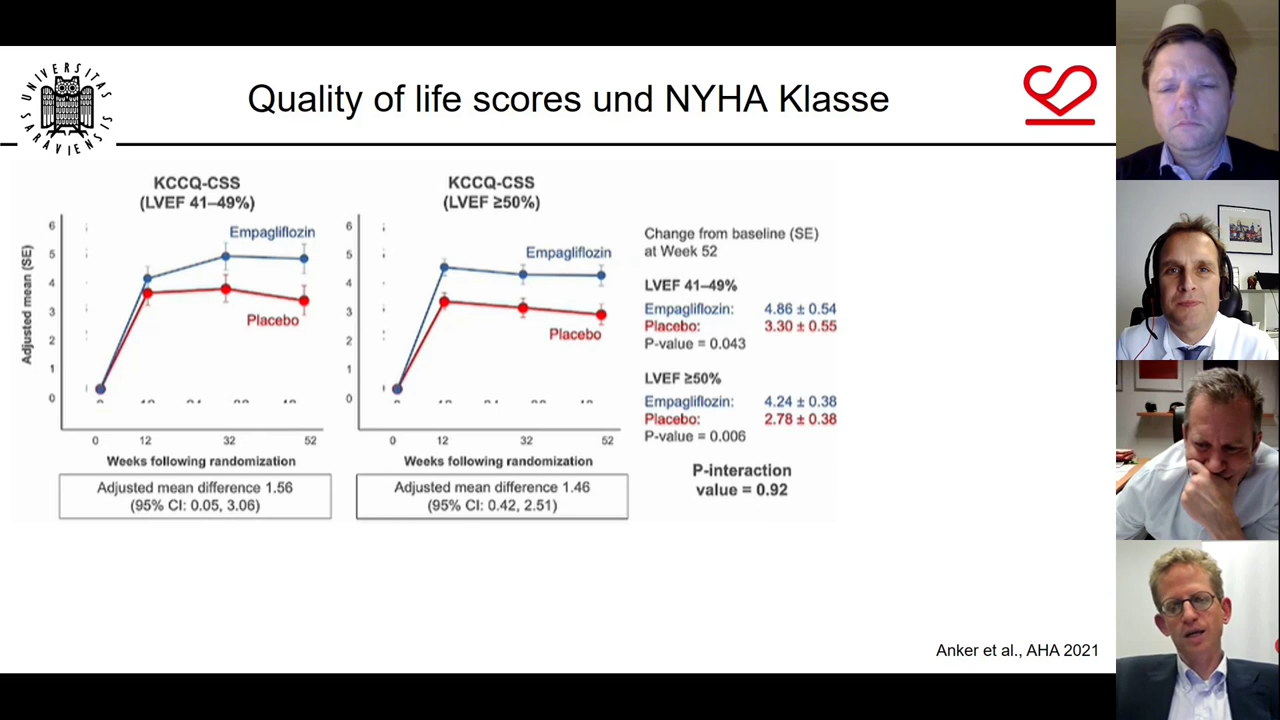 UNIVERSITAS
SARAVIENSIS
Quality of life scores und NYHA Klasse
KCCQ-CSS
(LVEF 41–49%)
Adjusted mean (SE)
6
5
4
3
2
1
0
Empagliflozin
Placebo
0 12 32 52
Weeks following randomization
Adjusted mean difference 1.56
(95% CI: 0.05, 3.06)
KCCQ-CSS
(LVEF ≥50%)
6
5
4
3
2
1
0
Empagliflozin
Placebo
0 12 32 52
Weeks following randomization
Adjusted mean difference 1.46
(95% CI: 0.42, 2.51)
Change from baseline (SE)
at Week 52
LVEF 41–49%
Empagliflozin: 4.86 ± 0.54
Placebo: 3.30 ± 0.55
P-value = 0.043
LVEF ≥50%
Empagliflozin: 4.24 ± 0.38
Placebo: 2.78 ± 0.38
P-value = 0.006
P-interaction
value = 0.92
Anker et al., AHA 2021